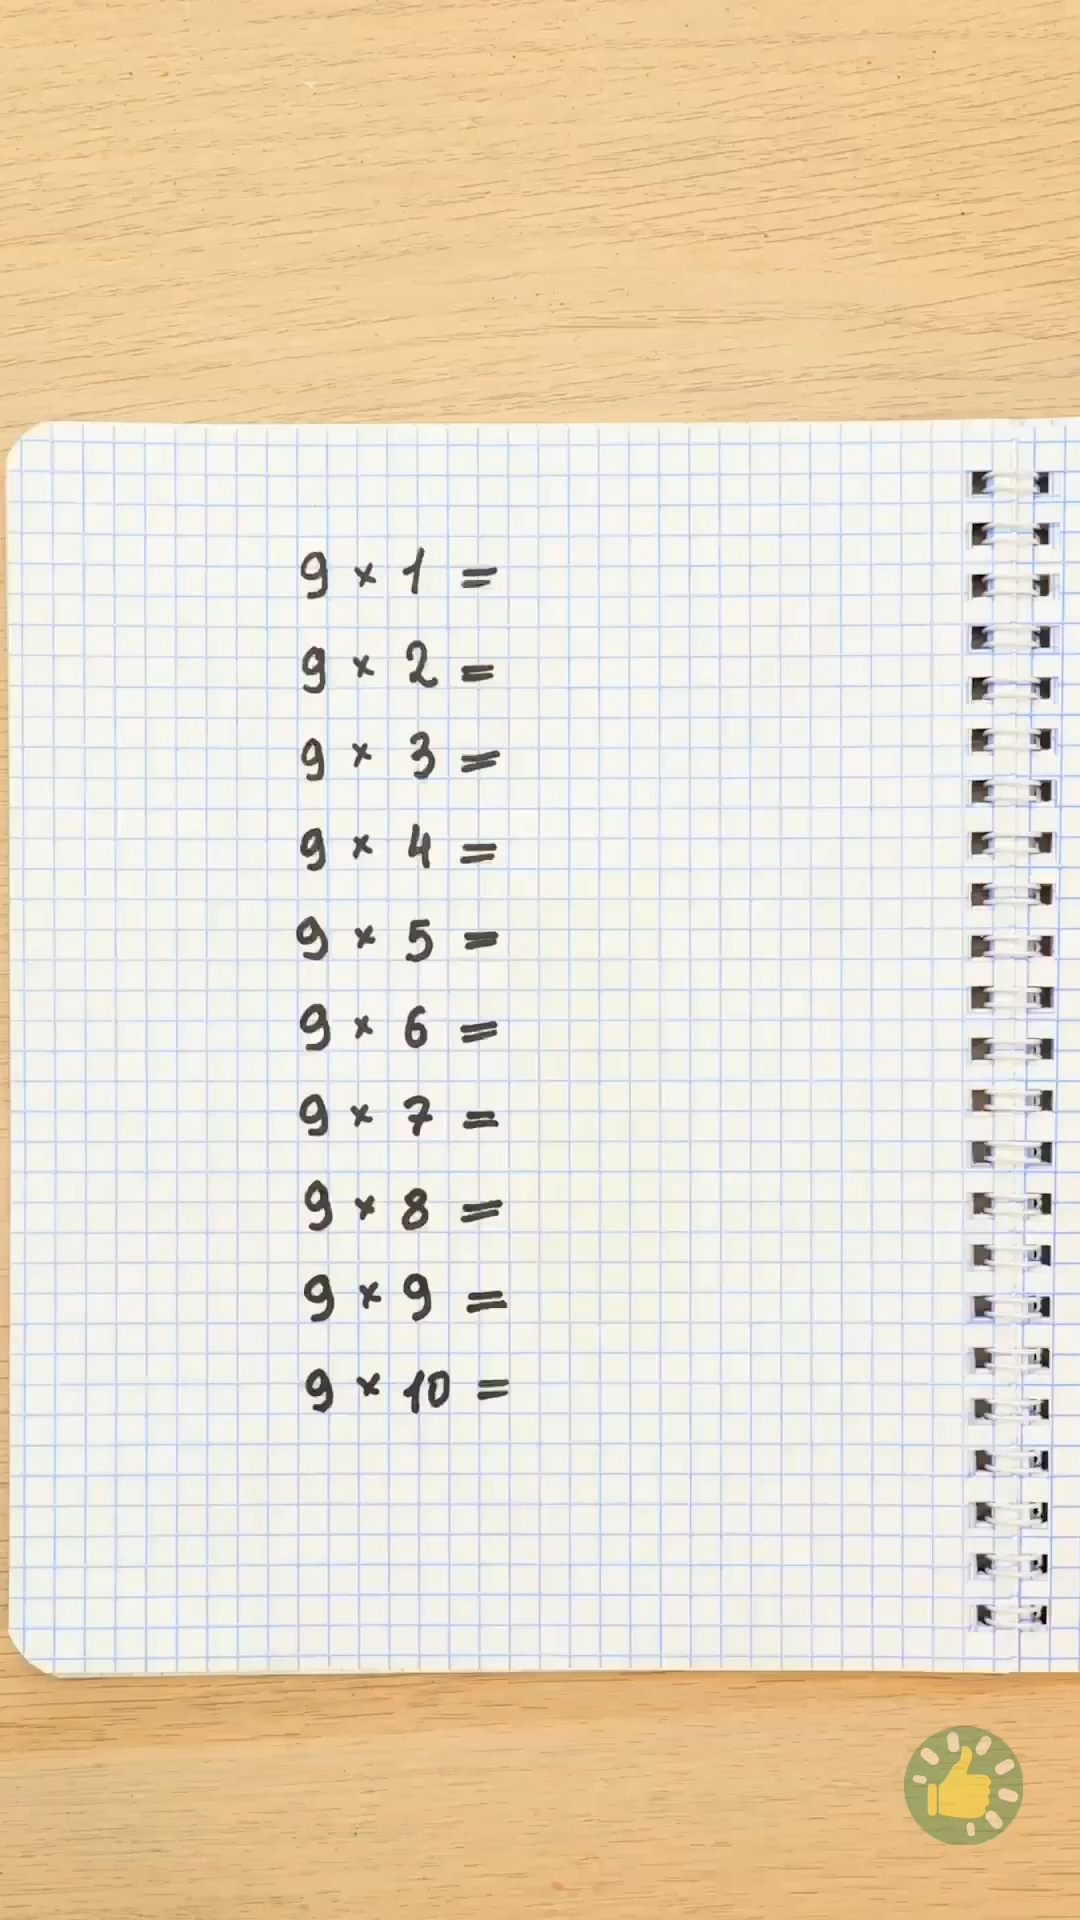 9 × 1 =
9 × 2 =
9 × 3 =
9 × 4 =
9 × 5 =
9 × 6 =
9 × 7 =
9 × 8 =
9 × 9 =
9 × 10 =